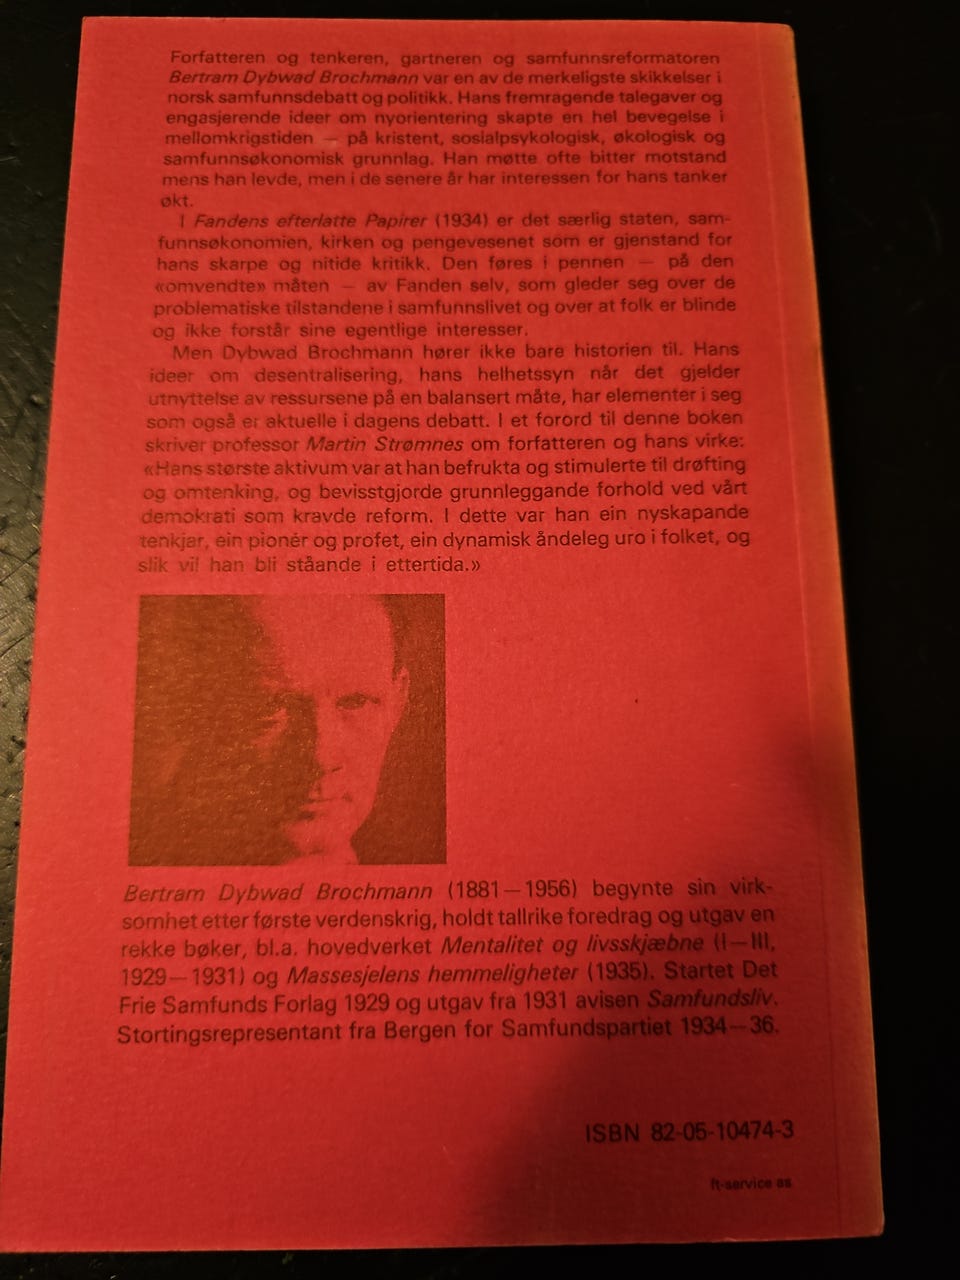 Forfatteren og tenkeren, gartneren og samfunnsreformatoren
Bertram Dybwad Brochmann var en av de merkeligste skikkelser i
norsk samfunnsdebatt og politikk. Hans fremragende talegaver og
engasjerende ideer om nyorientering skapte en hel bevegelse i
mellomkrigstiden — på kristent, sosialpsykologisk, økologisk og
samfunnsøkonomisk grunnlag. Han møtte ofte bitter motstand
mens han levde, men i de senere år har interessen for hans tanker
økt.
I Fandens efterlatte Papirer (1934) er det særlig staten, sam-
funnsøkonomien, kirken og pengevesenet som er gjenstand for
hans skarpe og nitide kritikk. Den føres i pennen — på den
«omvendte» måten — av Fanden selv, som gleder seg over de
problematiske tilstandene i samfunnslivet og over at folk er blinde
og ikke forstår sine egentlige interesser.
Men Dybwad Brochmann hører ikke bare historien til. Hans
ideer om desentralisering, hans helhetssyn når det gjelder
utnyttelse av ressursene på en balansert måte, har elementer i seg
som også er aktuelle i dagens debatt. I et forord til denne boken
skriver professor Martin Strømnes om forfatteren og hans virke:
«Hans største aktivum var at han befrukta og stimulerte til drøfting
og omtenking, og bevisstgjorde grunnleggande forhold ved vårt
demokrati som kravde reform. I dette var han ein nyskapande
tenkjar, ein pionér og profet, ein dynamisk åndeleg uro i folket, og
slik vil han bli ståande i ettertida.»
Bertram Dybwad Brochmann (1881—1956) begynte sin virk-
somhet etter første verdenskrig, holdt tallrike foredrag og utgav en
rekke bøker, bl.a. hovedverket Mentalitet og livsskjæbne (I—III,
1929—1931) og Massesjelens hemmeligheter (1935). Startet Det
Frie Samfunds Forlag 1929 og utgav fra 1931 avisen Samfundsliv.
Stortingsrepresentant fra Bergen for Samfundspartiet 1934—36.
ISBN 82-05-10474-3
ft-service as